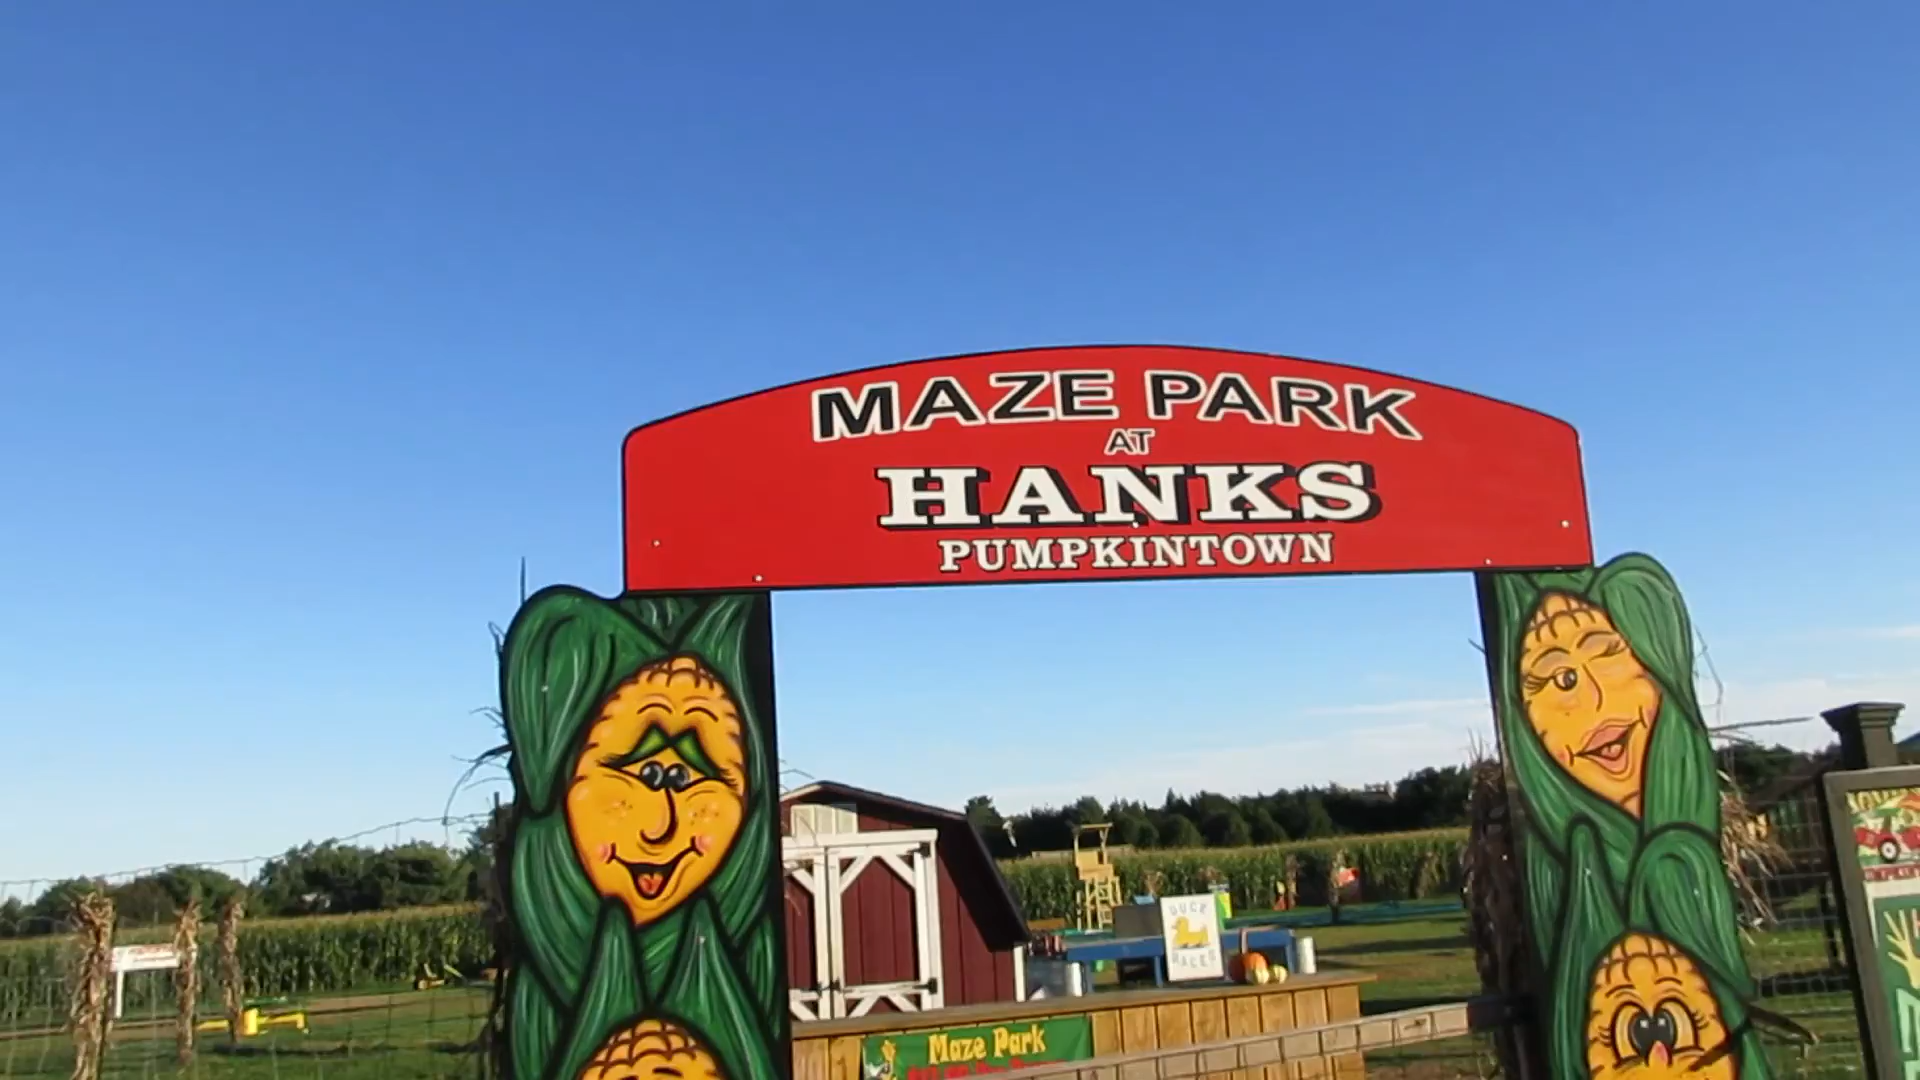 MAZE PARK
AT
HANKS
PUMPKINTOWN
DUCK
RACES
Maze Park